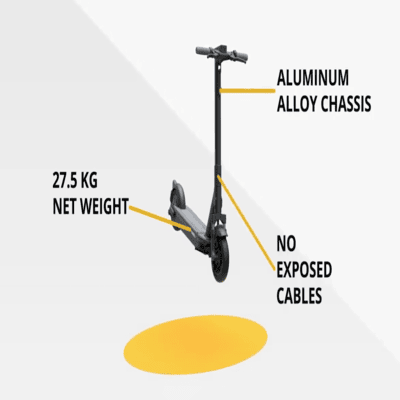 ALUMINUM
ALLOY CHASSIS
27.5 KG
NET WEIGHT
NO
EXPOSED
CABLES